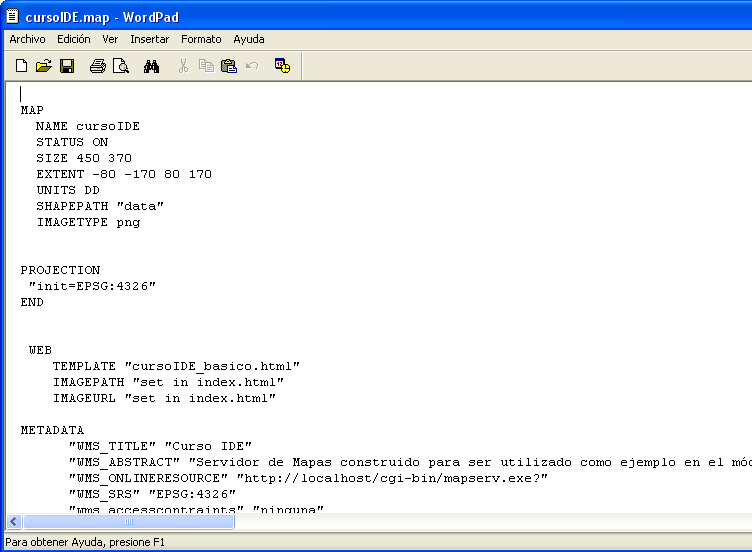 cursoIDE.map - WordPad
Archivo Edición Ver Insertar Formato Ayuda
MAP
NAME cursoIDE
STATUS ON
SIZE 450 370
EXTENT -80 -170 80 170
UNITS DD
SHAPEPATH "data"
IMAGETYPE png
PROJECTION
"init=EPSG:4326"
END
WEB
TEMPLATE "cursoIDE_basico.html"
IMAGEPATH "set in index.html"
IMAGEURL "set in index.html"
METADATA
"WMS_TITLE" "Curso IDE"
"WMS_ABSTRACT" "Servidor de Mapas construido para ser utilizado como ejemplo en el mód
"WMS_ONLINERESOURCE" "http://localhost/cgi-bin/mapserv.exe?"
"WMS_SRS" "EPSG:4326"
"wms_accesscontraints" "ninguna"
Para obtener Ayuda, presione F1